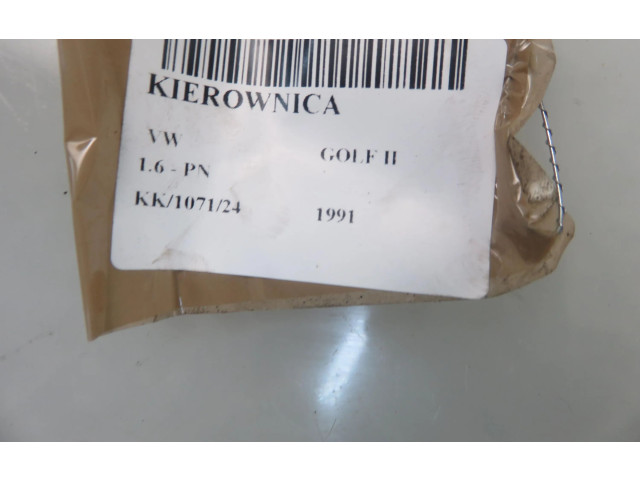 KIEROWNICA
VW GOLF II
1.6 - PN
KK/1071/24 1991